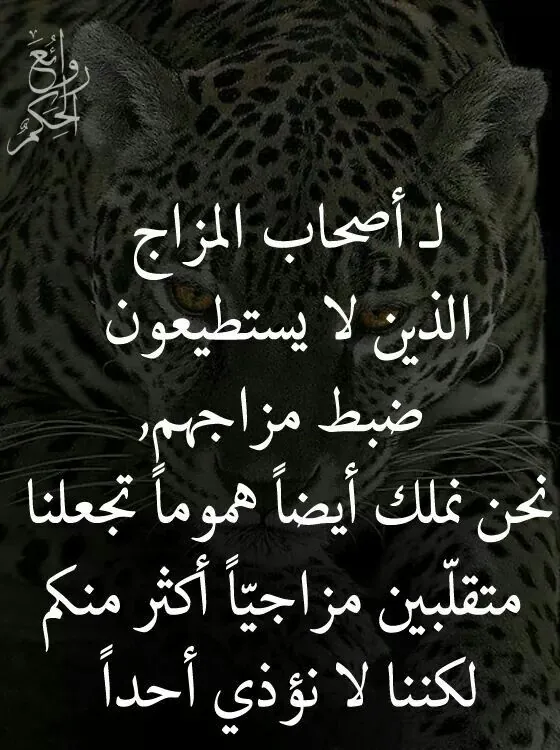 روائع
الحكم
لـ أصحاب المزاج
الذين لا يستطيعون
ضبط مزاجهم,
نحن نملك أيضاً هموماً تجعلنا
متقلّبين مزاجيّاً أكثر منكم
لكننا لا نؤذي أحداً